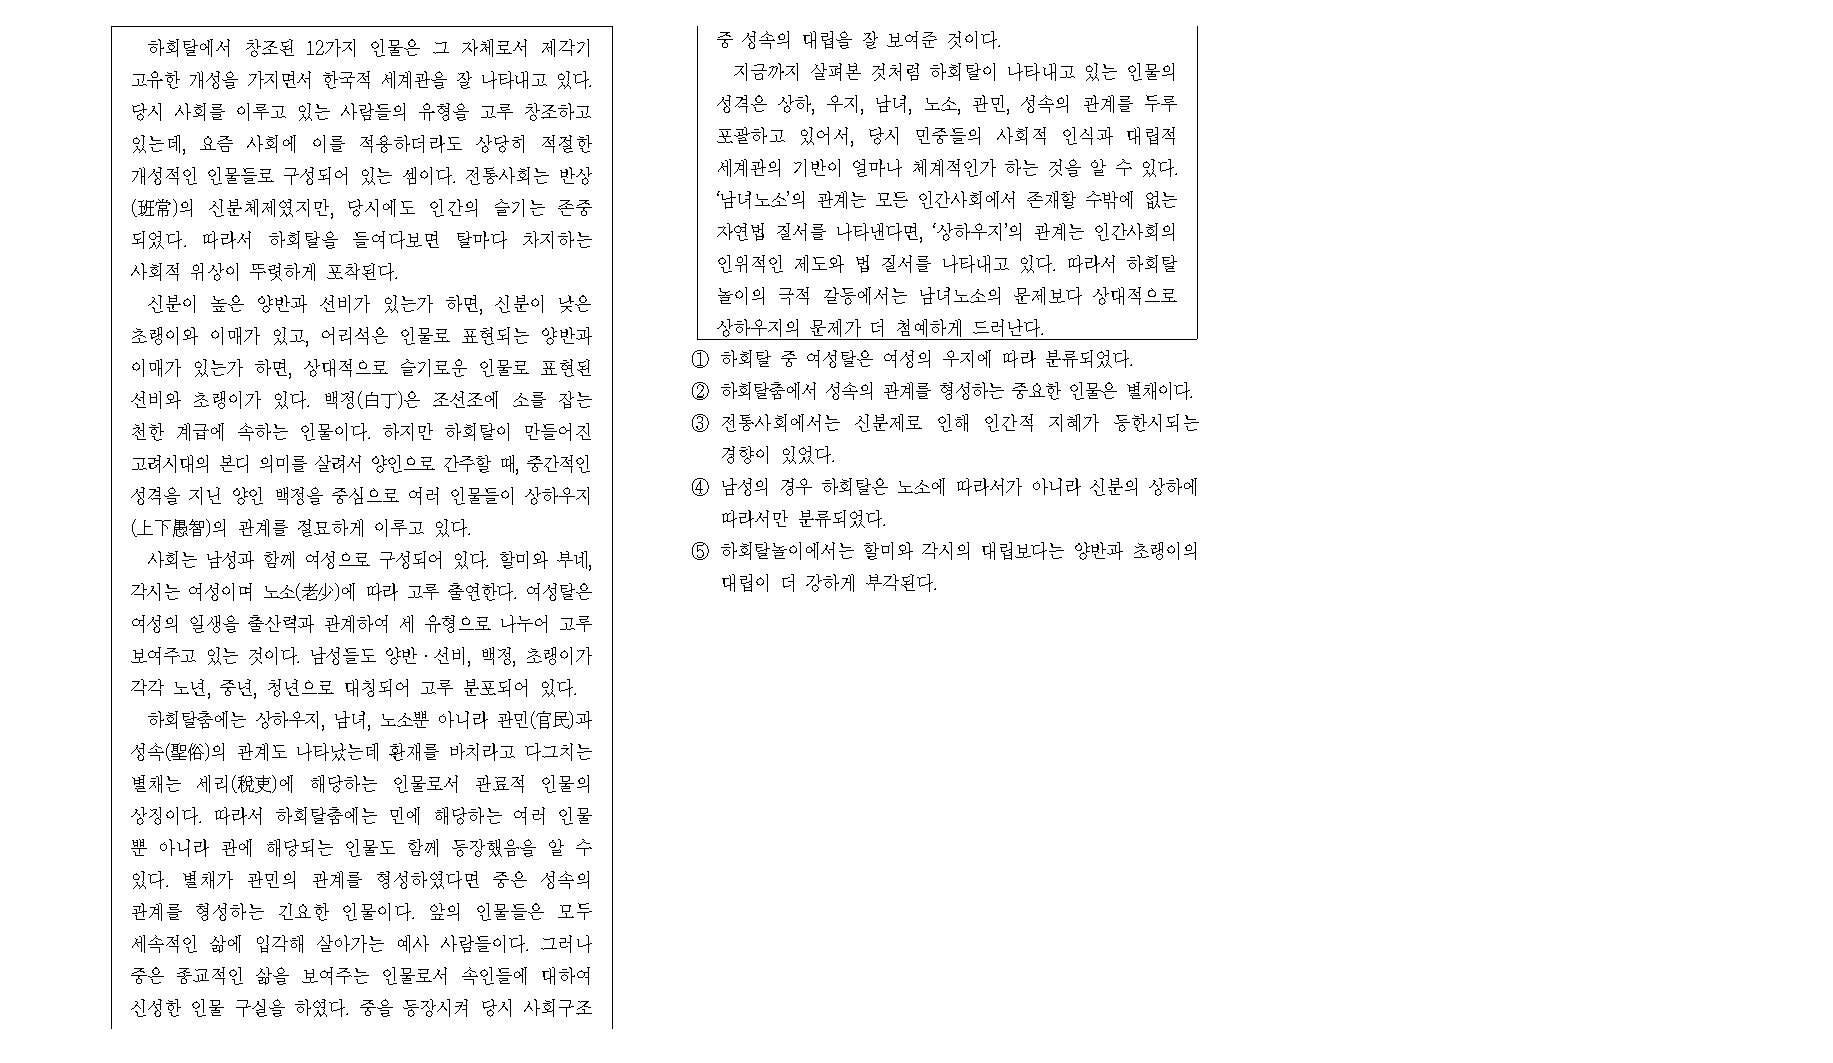 하회탈에서 창조된 12가지 인물은 그 자체로서 제각기
고유한 개성을 가지면서 한국적 세계관을 잘 나타내고 있다.
당시 사회를 이루고 있는 사람들의 유형을 고루 창조하고
있는데, 요즘 사회에 이를 적용하더라도 상당히 적절한
개성적인 인물들로 구성되어 있는 셈이다. 전통사회는 반상
(班常)의 신분체제였지만, 당시에도 인간의 슬기는 존중
되었다. 따라서 하회탈을 들여다보면 탈마다 차지하는
사회적 위상이 뚜렷하게 포착된다.
신분이 높은 양반과 선비가 있는가 하면, 신분이 낮은
초랭이와 이매가 있고, 어리석은 인물로 표현되는 양반과
이매가 있는가 하면, 상대적으로 슬기로운 인물로 표현된
선비와 초랭이가 있다. 백정(白丁)은 조선조에 소를 잡는
천한 계급에 속하는 인물이다. 하지만 하회탈이 만들어진
고려시대의 본디 의미를 살려서 양인으로 간주할 때, 중간적인
성격을 지닌 양인 백정을 중심으로 여러 인물들이 상하우지
(上下愚智)의 관계를 절묘하게 이루고 있다.
사회는 남성과 함께 여성으로 구성되어 있다. 할미와 부네,
각시는 여성이며 노소(老少)에 따라 고루 출연한다. 여성탈은
여성의 일생을 출산력과 관계하여 세 유형으로 나누어 고루
보여주고 있는 것이다. 남성들도 양반·선비, 백정, 초랭이가
각각 노년, 중년, 청년으로 대칭되어 고루 분포되어 있다.
하회탈춤에는 상하우지, 남녀, 노소뿐 아니라 관민(官民)과
성속(聖俗)의 관계도 나타났는데 환재를 바치라고 다그치는
별채는 세리(稅吏)에 해당하는 인물로서 관료적 인물의
상징이다. 따라서 하회탈춤에는 민에 해당하는 여러 인물
뿐 아니라 관에 해당되는 인물도 함께 등장했음을 알 수
있다. 별채가 관민의 관계를 형성하였다면 중은 성속의
관계를 형성하는 긴요한 인물이다. 앞의 인물들은 모두
세속적인 삶에 입각해 살아가는 예사 사람들이다. 그러나
중은 종교적인 삶을 보여주는 인물로서 속인들에 대하여
신성한 인물 구실을 하였다. 중을 등장시켜 당시 사회구조
중 성속의 대립을 잘 보여준 것이다.
지금까지 살펴본 것처럼 하회탈이 나타내고 있는 인물의
성격은 상하, 우지, 남녀, 노소, 관민, 성속의 관계를 두루
포괄하고 있어서, 당시 민중들의 사회적 인식과 대립적
세계관의 기반이 얼마나 체계적인가 하는 것을 알 수 있다.
‘남녀노소’의 관계는 모든 인간사회에서 존재할 수밖에 없는
자연법 질서를 나타낸다면, ‘상하우지’의 관계는 인간사회의
인위적인 제도와 법 질서를 나타내고 있다. 따라서 하회탈
놀이의 극적 갈등에서는 남녀노소의 문제보다 상대적으로
상하우지의 문제가 더 첨예하게 드러난다.
① 하회탈 중 여성탈은 여성의 우지에 따라 분류되었다.
② 하회탈춤에서 성속의 관계를 형성하는 중요한 인물은 별채이다.
③ 전통사회에서는 신분제로 인해 인간적 지혜가 등한시되는
경향이 있었다.
④ 남성의 경우 하회탈은 노소에 따라서가 아니라 신분의 상하에
따라서만 분류되었다.
⑤ 하회탈놀이에서는 할미와 각시의 대립보다는 양반과 초랭이의
대립이 더 강하게 부각된다.